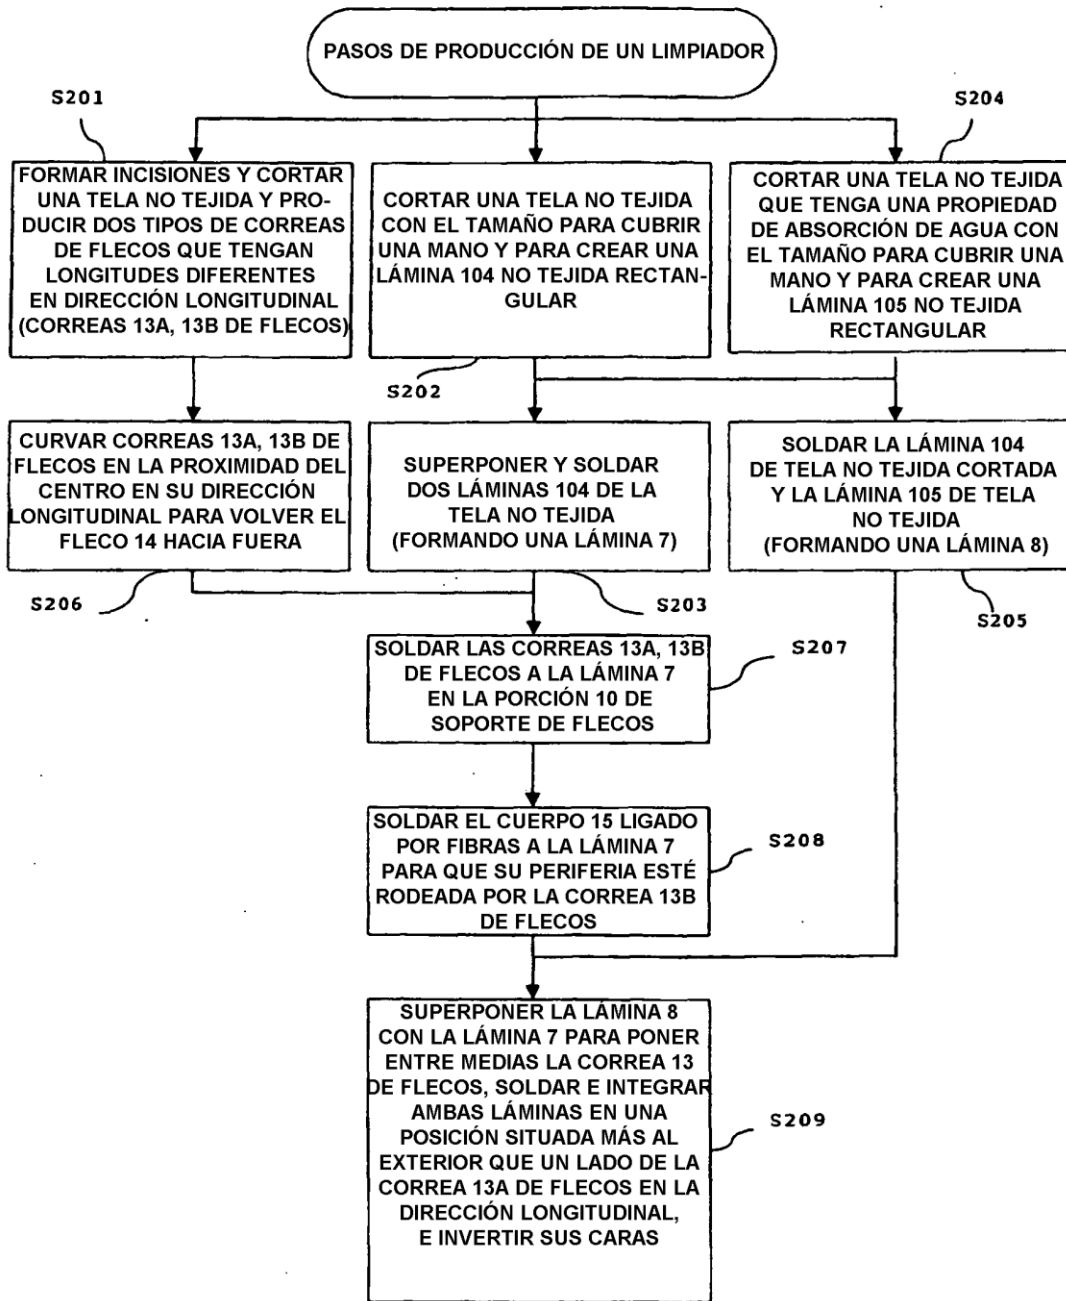 PASOS DE PRODUCCIÓN DE UN LIMPIADOR
S201
S204
FORMAR INCISIONES Y CORTAR
UNA TELA NO TEJIDA Y PRO-
DUCIR DOS TIPOS DE CORREAS
DE FLECOS QUE TENGAN
LONGITUDES DIFERENTES
EN DIRECCIÓN LONGITUDINAL
(CORREAS 13A, 13B DE FLECOS)
CORTAR UNA TELA NO TEJIDA
CON EL TAMAÑO PARA CUBRIR
UNA MANO Y PARA CREAR UNA
LÁMINA 104 NO TEJIDA RECTAN-
GULAR
CORTAR UNA TELA NO TEJIDA
QUE TENGA UNA PROPIEDAD
DE ABSORCIÓN DE AGUA CON
EL TAMAÑO PARA CUBRIR UNA
MANO Y PARA CREAR UNA
LÁMINA 105 NO TEJIDA
RECTANGULAR
S202
CURVAR CORREAS 13A, 13B DE
FLECOS EN LA PROXIMIDAD DEL
CENTRO EN SU DIRECCIÓN
LONGITUDINAL PARA VOLVER EL
FLECO 14 HACIA FUERA
SUPERPONER Y SOLDAR
DOS LÁMINAS 104 DE LA
TELA NO TEJIDA
(FORMANDO UNA LÁMINA 7)
SOLDAR LA LÁMINA 104
DE TELA NO TEJIDA CORTADA
Y LA LÁMINA 105 DE TELA
NO TEJIDA
(FORMANDO UNA LÁMINA 8)
S206
S203
S205
SOLDAR LAS CORREAS 13A, 13B
DE FLECOS A LA LÁMINA 7
EN LA PORCIÓN 10 DE
SOPORTE DE FLECOS
S207
SOLDAR EL CUERPO 15 LIGADO
POR FIBRAS A LA LÁMINA 7
PARA QUE SU PERIFERIA ESTÉ
RODEADA POR LA CORREA 13B
DE FLECOS
S208
SUPERPONER LA LÁMINA 8
CON LA LÁMINA 7 PARA PONER
ENTRE MEDIAS LA CORREA 13
DE FLECOS, SOLDAR E INTEGRAR
AMBAS LÁMINAS EN UNA
POSICIÓN SITUADA MÁS AL
EXTERIOR QUE UN LADO DE LA
CORREA 13A DE FLECOS EN LA
DIRECCIÓN LONGITUDINAL,
E INVERTIR SUS CARAS
S209